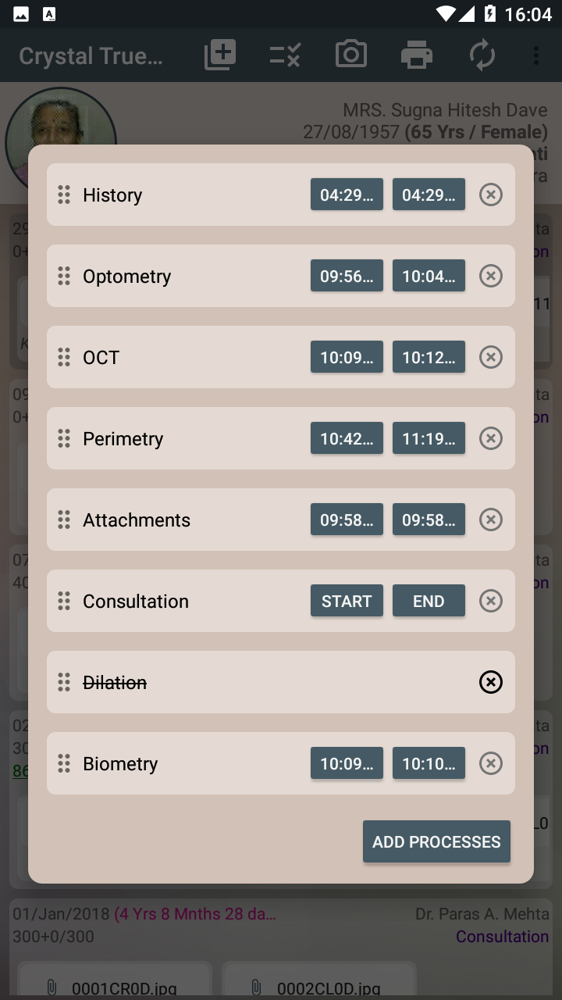 16:04
Crystal True…
MRS. Sugna Hitesh Dave
27/08/1957 (65 Yrs / Female)
History 04:29… 04:29…
Optometry 09:56… 10:04…
OCT 10:09… 10:12…
Perimetry 10:42… 11:19…
Attachments 09:58… 09:58…
Consultation START END
Dilation
Biometry 10:09… 10:10…
ADD PROCESSES
01/Jan/2018 (4 Yrs 8 Mnths 28 da… Dr. Paras A. Mehta
300+0/300 Consultation
0001CR0D.jpg 0002CL0D.jpg